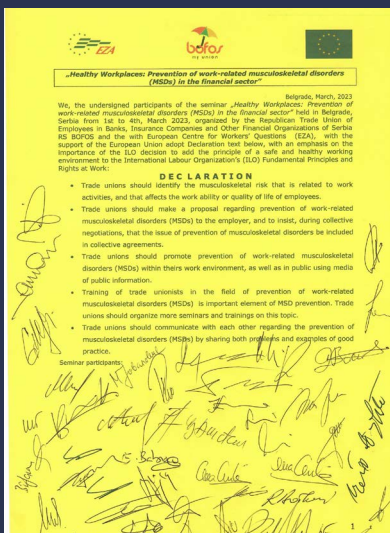 EZA
bofos
my union
„Healthy Workplaces: Prevention of work-related musculoskeletal disorders
(MSDs) in the financial sector"
Belgrade, March, 2023
We, the undersigned participants of the seminar „Healthy Workplaces: Prevention of
work-related musculoskeletal disorders (MSDs) in the financial sector" held in Belgrade,
Serbia from 1st to 4th, March, 2023, organized by the Republican Trade Union of
Employees in Banks, Insurance Companies and Other Financial Organizations of Serbia
RS BOFOS and the with European Centre for Workers' Questions (EZA), with the
support of the European Union adopt Declaration text below, with an emphasis on the
importance of the ILO decision to add the principle of a safe and healthy working
environment to the International Labour Organization's (ILO) Fundamental Principles and
Rights at Work:
DECLARATION
• Trade unions should identify the musculoskeletal risk that is related to work
activities, and that affects the work ability or quality of life of employees.
• Trade unions should make a proposal regarding prevention of work-related
musculoskeletal disorders (MSDs) to the employer, and to insist, during collective
negotiations, that the issue of prevention of musculoskeletal disorders be included
in collective agreements.
• Trade unions should promote prevention of work-related musculoskeletal
disorders (MSDs) within theirs work environment, as well as in public using media
of public information.
• Training of trade unionists in the field of prevention of work-related
musculoskeletal disorders (MSDs) is important element of MSD prevention. Trade
unions should organize more seminars and trainings on this topic.
• Trade unions should communicate with each other regarding the prevention of
musculoskeletal disorders (MSDs) by sharing both problems and examples of good
practice.
Seminar participants:
1